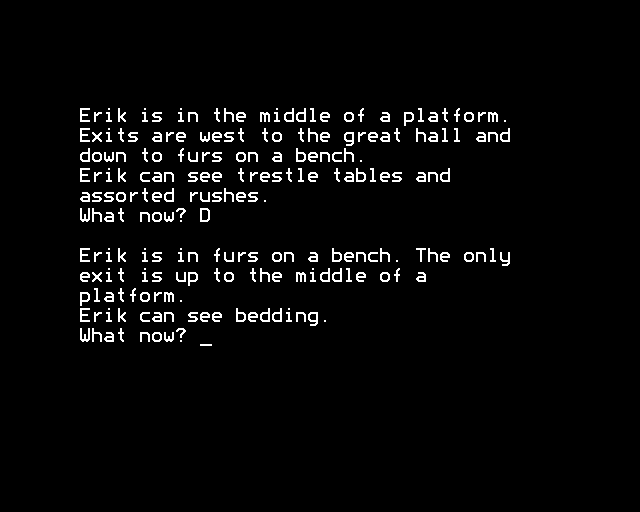 Erik is in the middle of a platform.
Exits are west to the great hall and
down to furs on a bench.
Erik can see trestle tables and
assorted rushes.
What now? D
Erik is in furs on a bench. The only
exit is up to the middle of a
platform.
Erik can see bedding.
What now? _